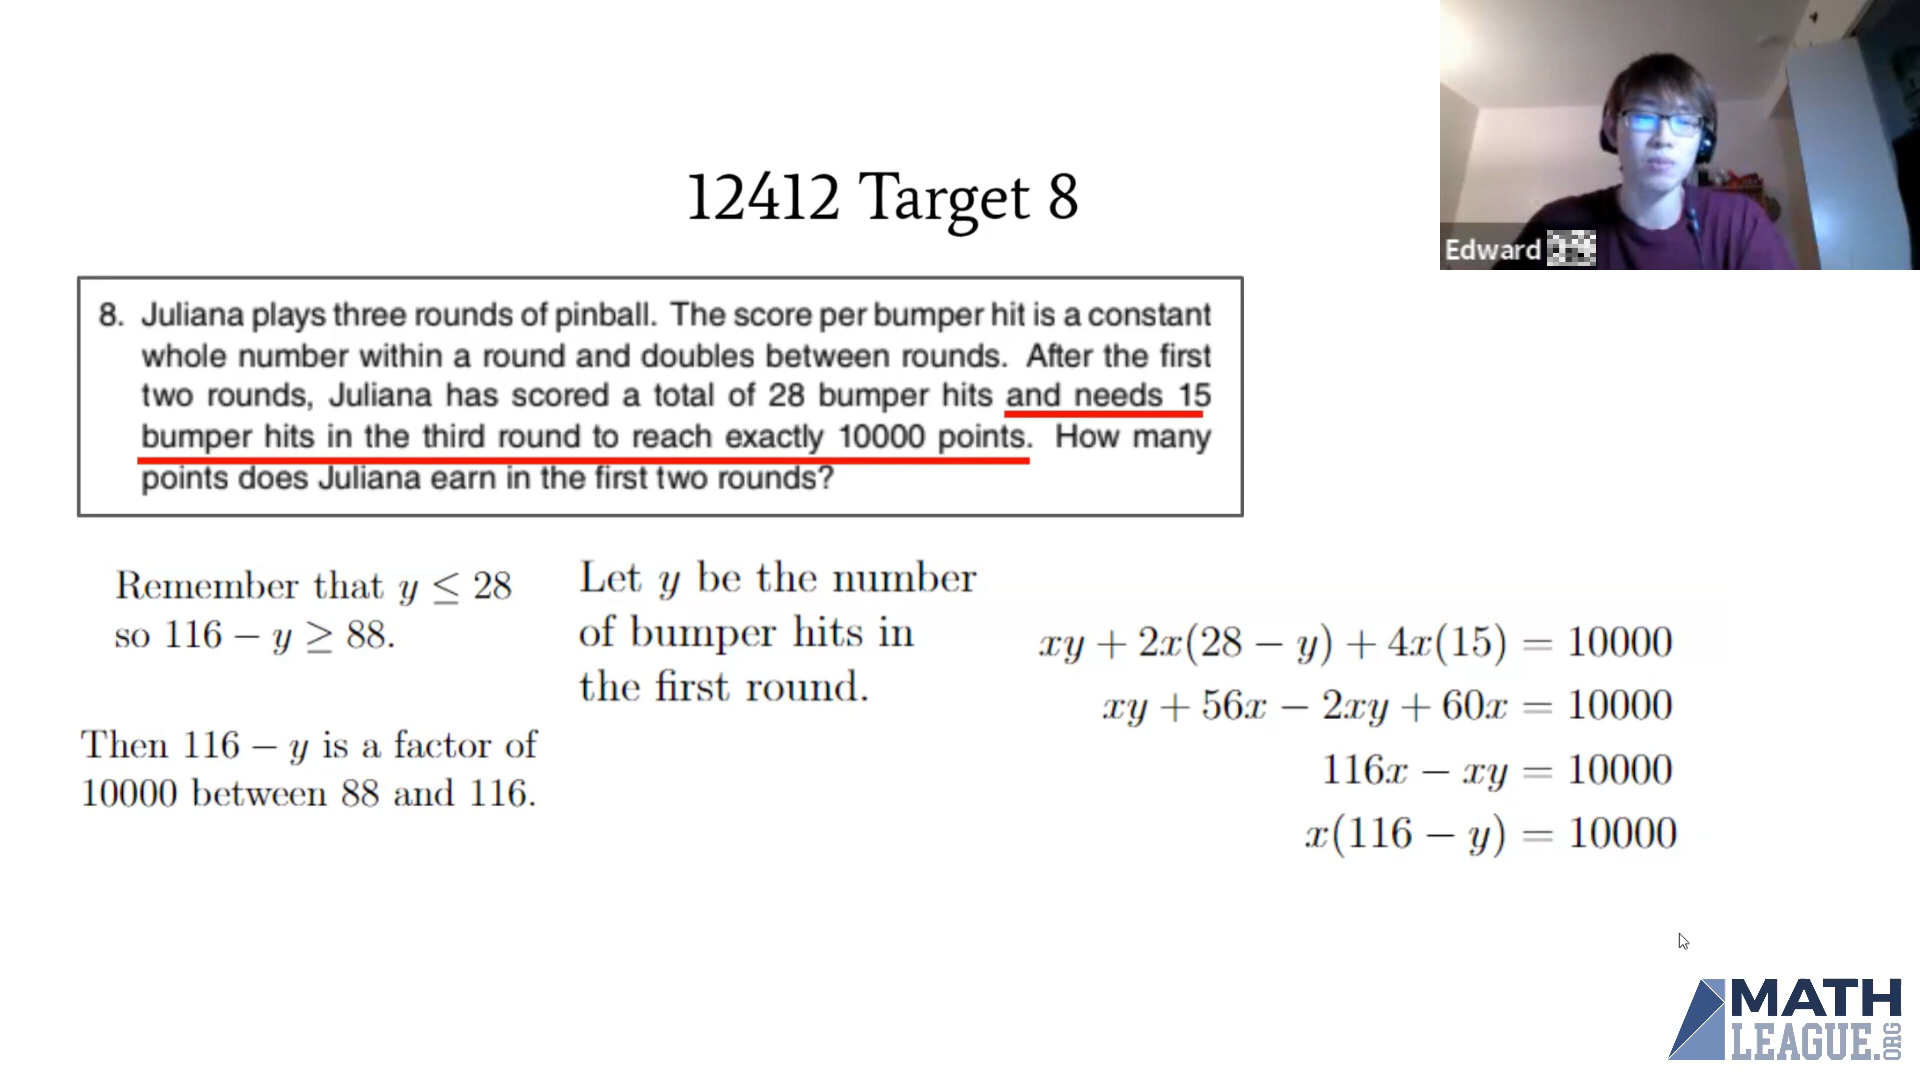 12412 Target 8
Edward
8. Juliana plays three rounds of pinball. The score per bumper hit is a constant
whole number within a round and doubles between rounds. After the first
two rounds, Juliana has scored a total of 28 bumper hits and needs 15
bumper hits in the third round to reach exactly 10000 points. How many
points does Juliana earn in the first two rounds?
Remember that y ≤ 28
so 116 − y ≥ 88.
Then 116 − y is a factor of
10000 between 88 and 116.
Let y be the number
of bumper hits in
the first round.
xy + 2x(28 − y) + 4x(15) = 10000
xy + 56x − 2xy + 60x = 10000
116x − xy = 10000
x(116 − y) = 10000
MATH
LEAGUE.ORG